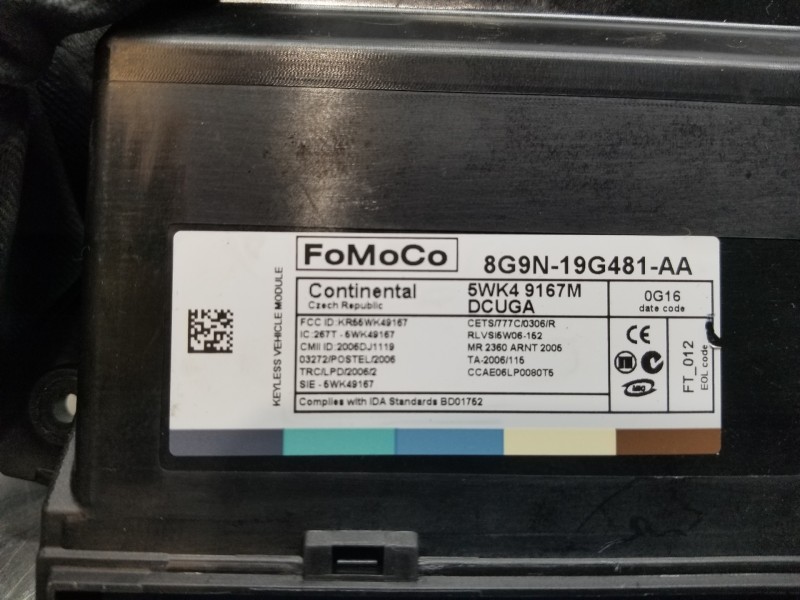 FoMoCo 8G9N-19G481-AA
KEYLESS VEHICLE MODULE
Continental
Czech Republic
5WK4 9167M
DCUGA
0G16
date code
FCC ID:KR55WK49167
IC:267T - 5WK49167
CMII ID:2006DJ1119
03272/POSTEL/2006
TRC/LPD/2006/2
SIE - 5WK49167
CETS/777C/0306/R
RLVSI5W06-152
MR 2360 ARNT 2005
TA-2006/115
CCAE06LP0080T5
CE
FT_012
EOL code
Complies with IDA Standards BD01752